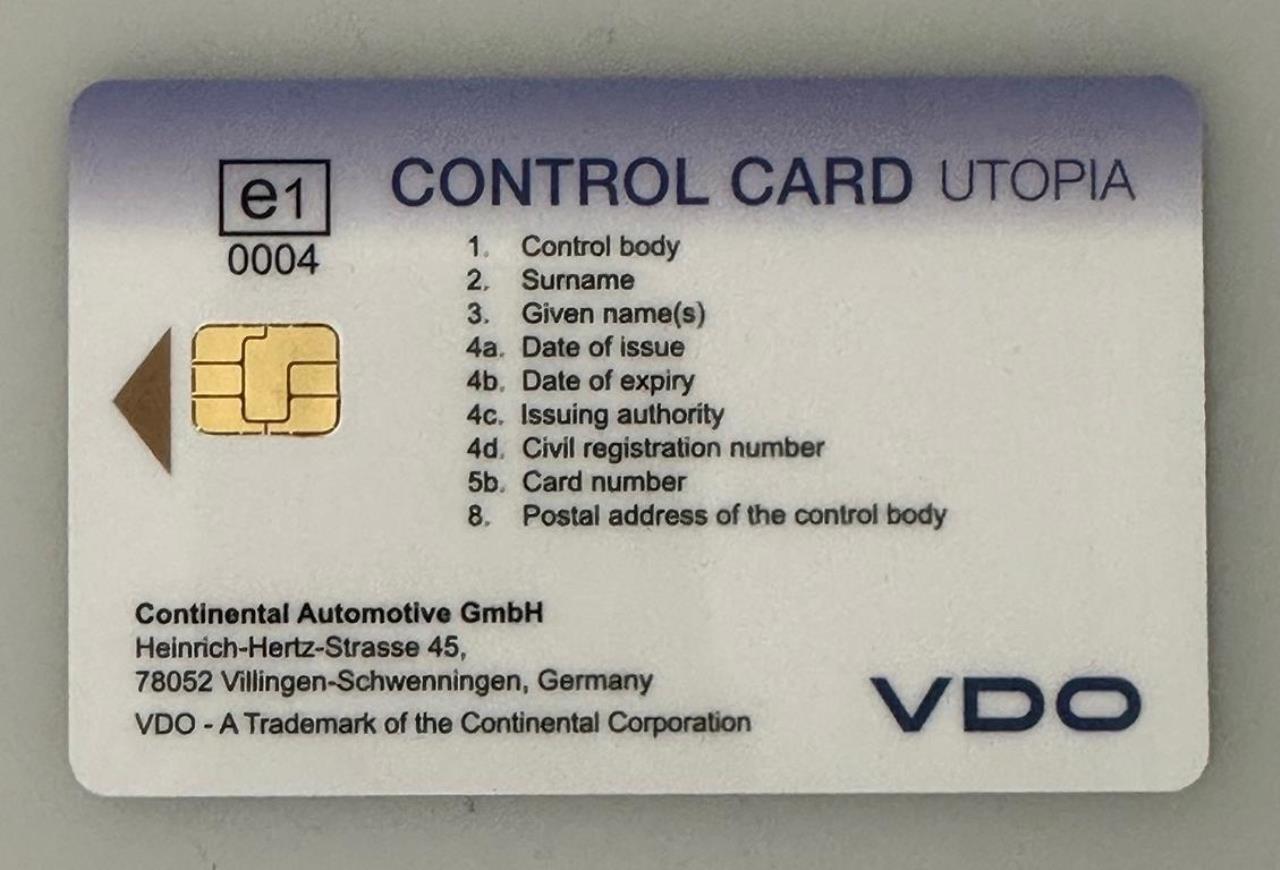 e1
0004
CONTROL CARD UTOPIA
1. Control body
2. Surname
3. Given name(s)
4a. Date of issue
4b. Date of expiry
4c. Issuing authority
4d. Civil registration number
5b. Card number
8. Postal address of the control body
Continental Automotive GmbH
Heinrich-Hertz-Strasse 45,
78052 Villingen-Schwenningen, Germany
VDO - A Trademark of the Continental Corporation
VDO